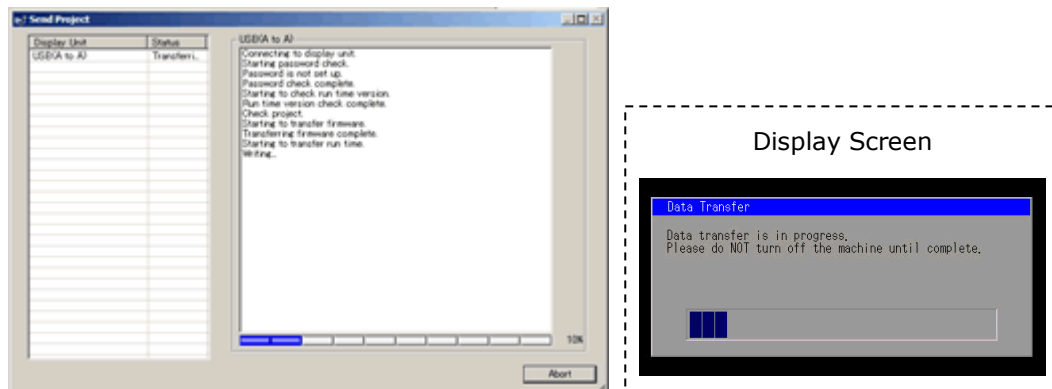 Send Project
Display Unit Status
USB(A to A) Transferri..
USB(A to A)
Connecting to display unit.
Starting password check.
Password is not set up.
Password check complete.
Starting to check run time version.
Run time version check complete.
Check project.
Starting to transfer firmware.
Transferring firmware complete.
Starting to transfer run time.
Writing...
10%
Abort
Display Screen
Data Transfer
Data transfer is in progress.
Please do NOT turn off the machine until complete.